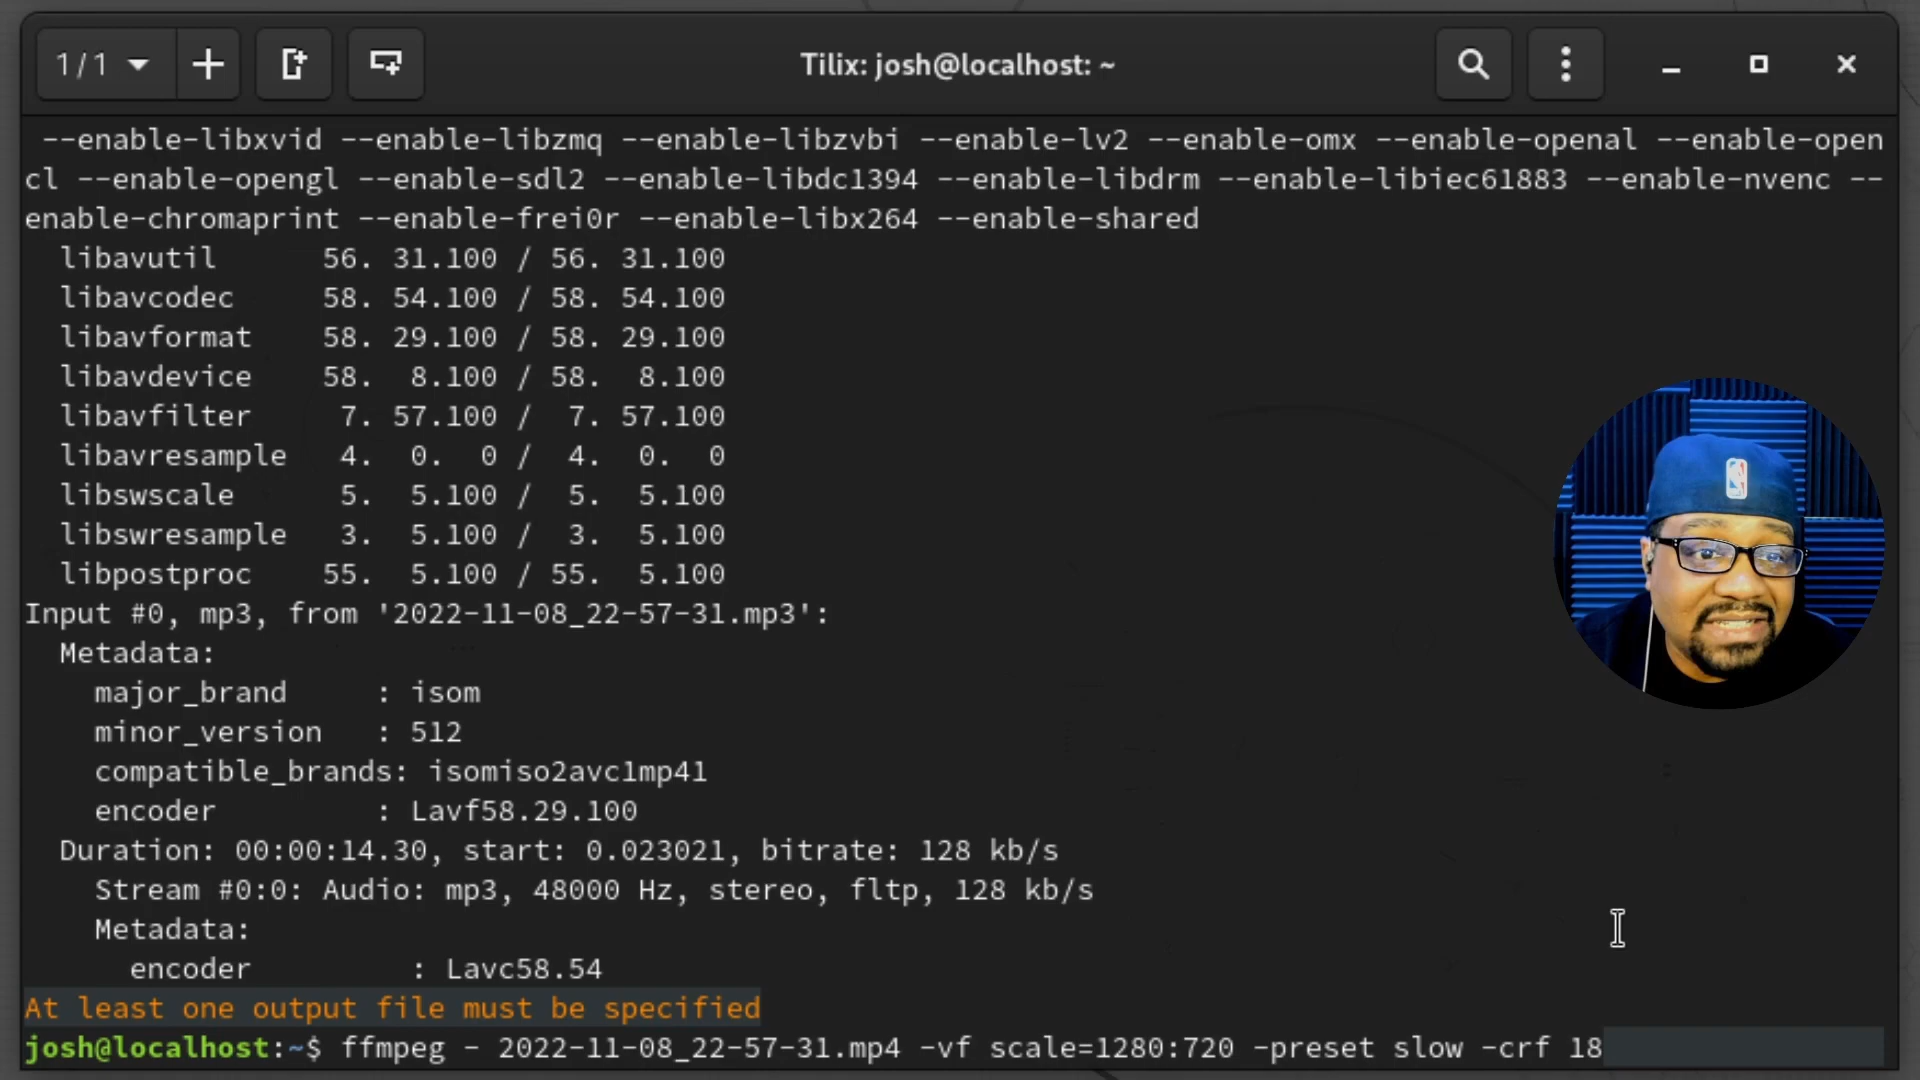 1/1
Tilix: josh@localhost: ~
--enable-libxvid --enable-libzmq --enable-libzvbi --enable-lv2 --enable-omx --enable-openal --enable-open
cl --enable-opengl --enable-sdl2 --enable-libdc1394 --enable-libdrm --enable-libiec61883 --enable-nvenc --
enable-chromaprint --enable-frei0r --enable-libx264 --enable-shared
libavutil      56. 31.100 / 56. 31.100
libavcodec     58. 54.100 / 58. 54.100
libavformat    58. 29.100 / 58. 29.100
libavdevice    58.  8.100 / 58.  8.100
libavfilter     7. 57.100 /  7. 57.100
libavresample   4.  0.  0 /  4.  0.  0
libswscale      5.  5.100 /  5.  5.100
libswresample   3.  5.100 /  3.  5.100
libpostproc    55.  5.100 / 55.  5.100
Input #0, mp3, from '2022-11-08_22-57-31.mp3':
Metadata:
major_brand     : isom
minor_version   : 512
compatible_brands: isomiso2avc1mp41
encoder         : Lavf58.29.100
Duration: 00:00:14.30, start: 0.023021, bitrate: 128 kb/s
Stream #0:0: Audio: mp3, 48000 Hz, stereo, fltp, 128 kb/s
Metadata:
encoder         : Lavc58.54
At least one output file must be specified
josh@localhost:~$ ffmpeg - 2022-11-08_22-57-31.mp4 -vf scale=1280:720 -preset slow -crf 18